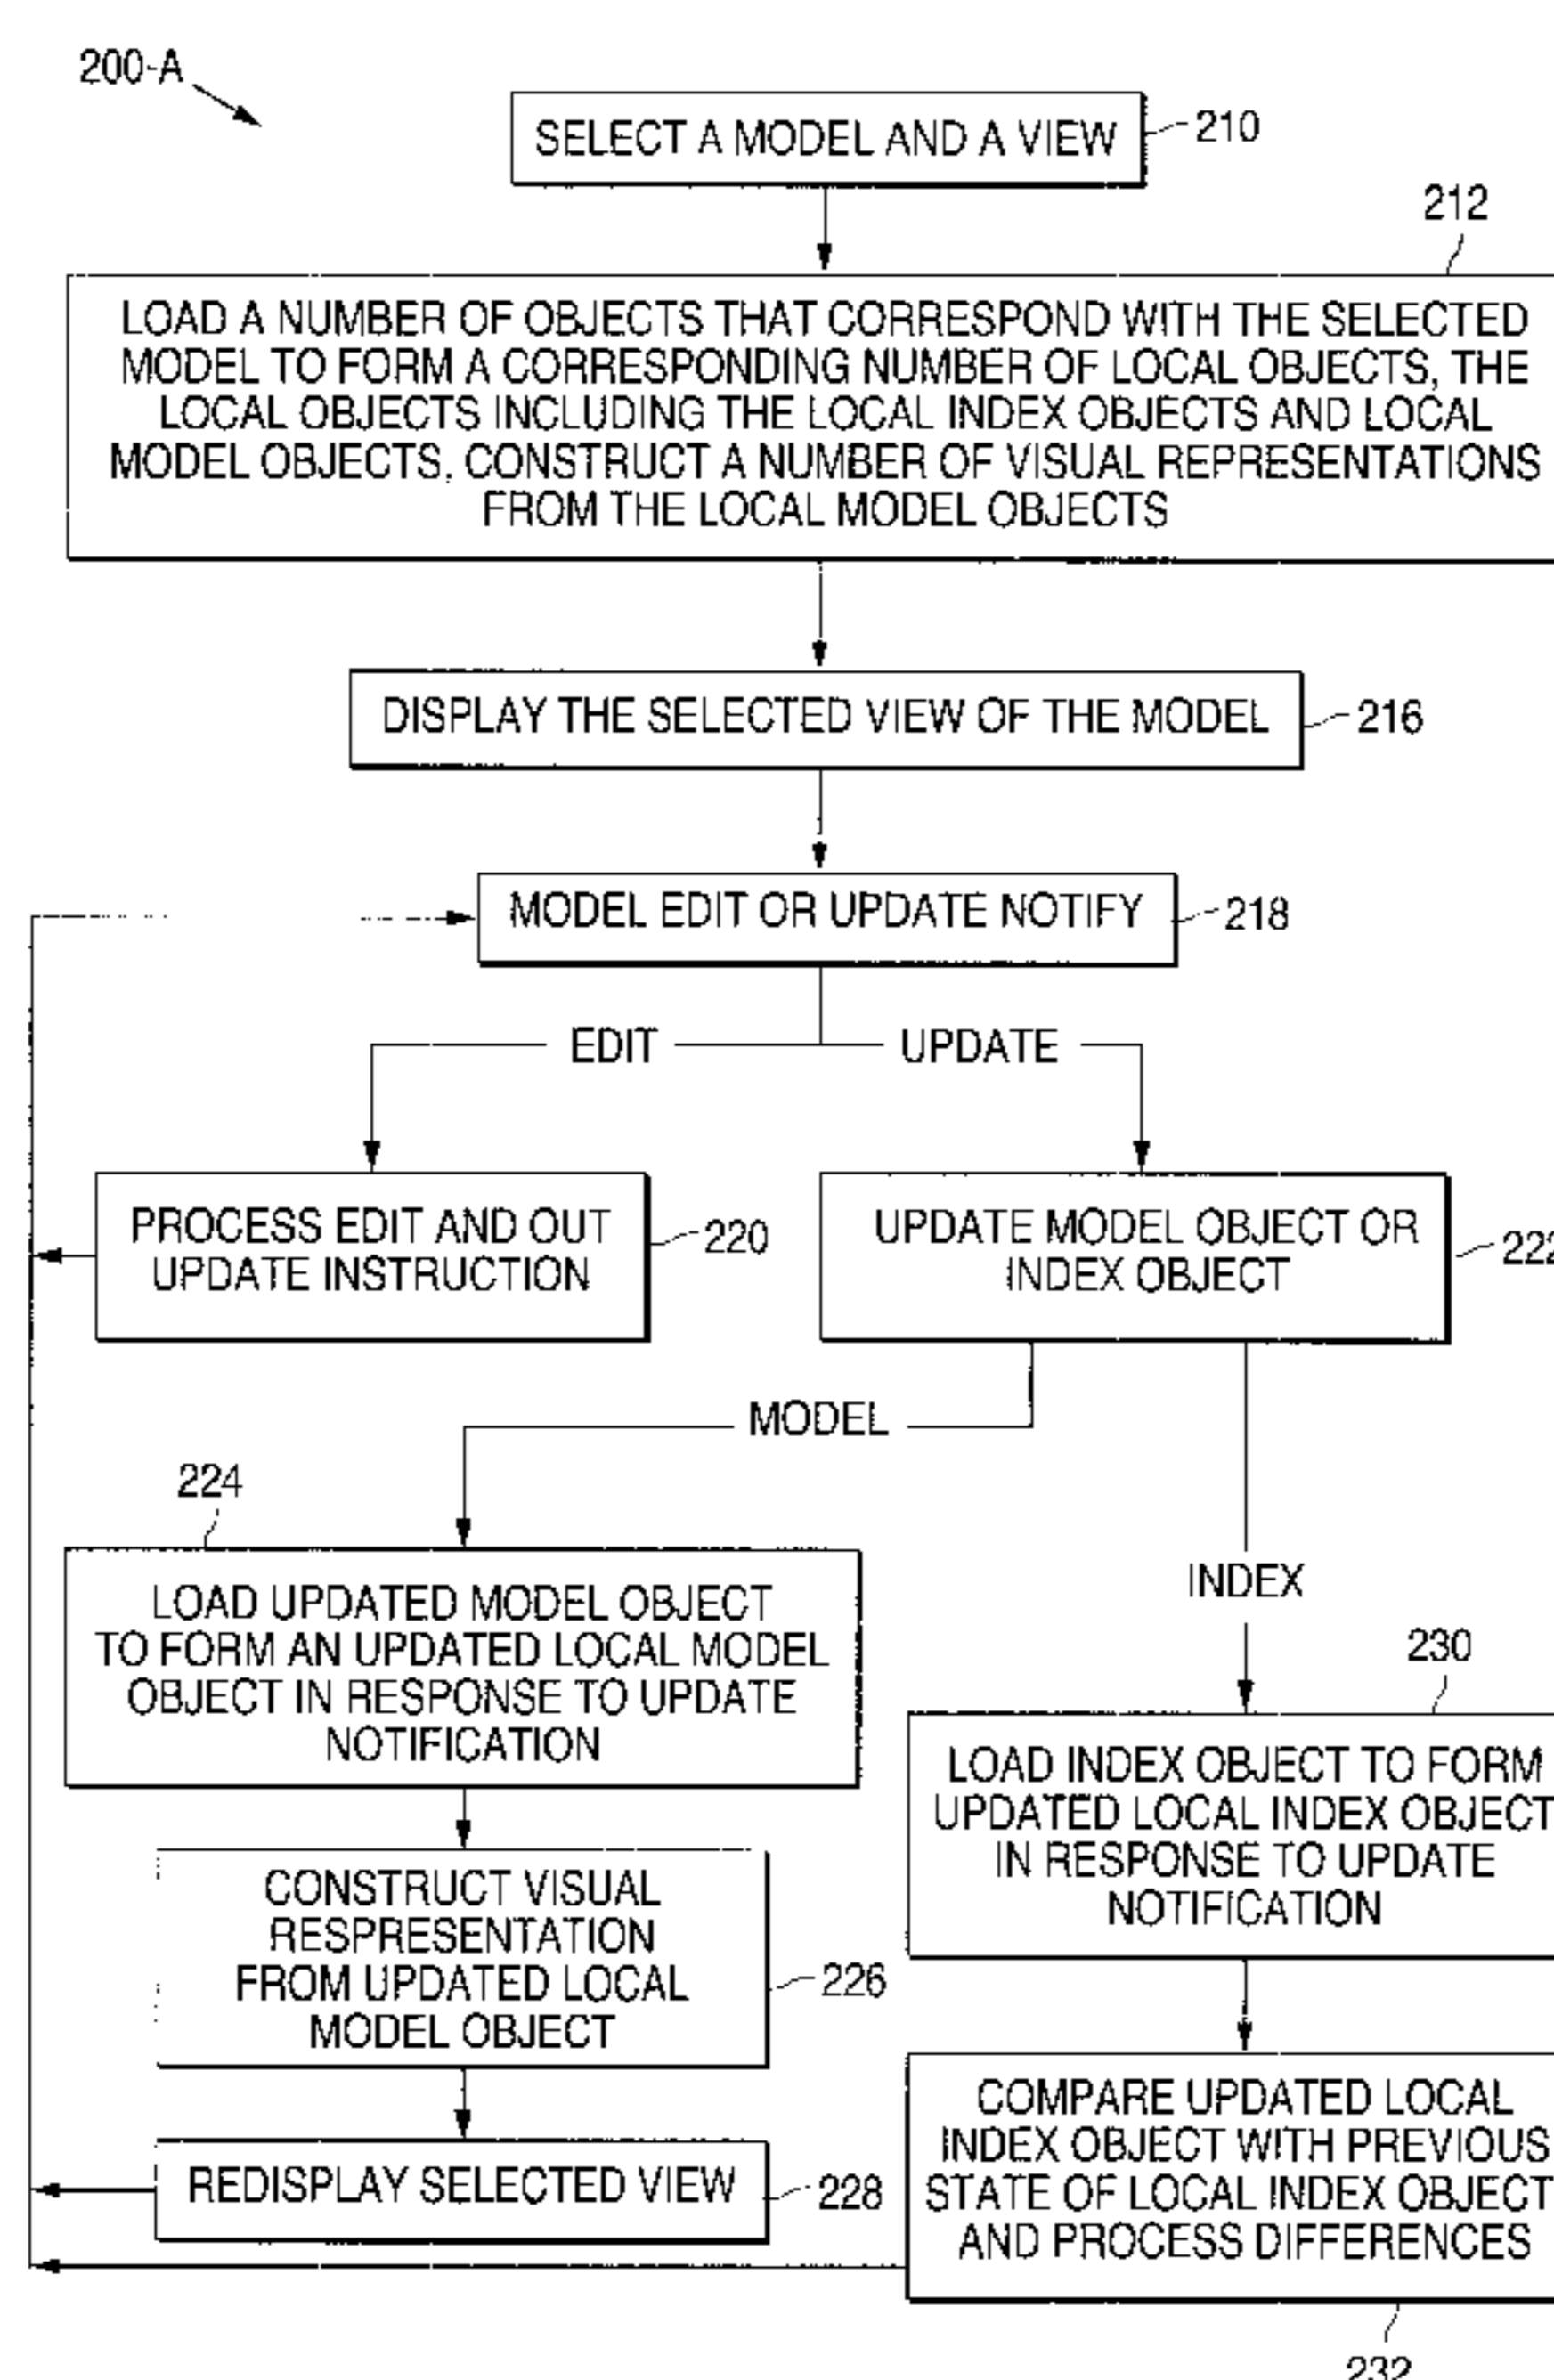 200-A
SELECT A MODEL AND A VIEW
210
212
LOAD A NUMBER OF OBJECTS THAT CORRESPOND WITH THE SELECTED
MODEL TO FORM A CORRESPONDING NUMBER OF LOCAL OBJECTS, THE
LOCAL OBJECTS INCLUDING THE LOCAL INDEX OBJECTS AND LOCAL
MODEL OBJECTS, CONSTRUCT A NUMBER OF VISUAL REPRESENTATIONS
FROM THE LOCAL MODEL OBJECTS
DISPLAY THE SELECTED VIEW OF THE MODEL
216
MODEL EDIT OR UPDATE NOTIFY
218
EDIT
UPDATE
PROCESS EDIT AND OUT
UPDATE INSTRUCTION
220
UPDATE MODEL OBJECT OR
INDEX OBJECT
222
MODEL
INDEX
224
LOAD UPDATED MODEL OBJECT
TO FORM AN UPDATED LOCAL MODEL
OBJECT IN RESPONSE TO UPDATE
NOTIFICATION
230
LOAD INDEX OBJECT TO FORM
UPDATED LOCAL INDEX OBJECT
IN RESPONSE TO UPDATE
NOTIFICATION
CONSTRUCT VISUAL
RESPRESENTATION
FROM UPDATED LOCAL
MODEL OBJECT
226
REDISPLAY SELECTED VIEW
228
COMPARE UPDATED LOCAL
INDEX OBJECT WITH PREVIOUS
STATE OF LOCAL INDEX OBJECT
AND PROCESS DIFFERENCES
232